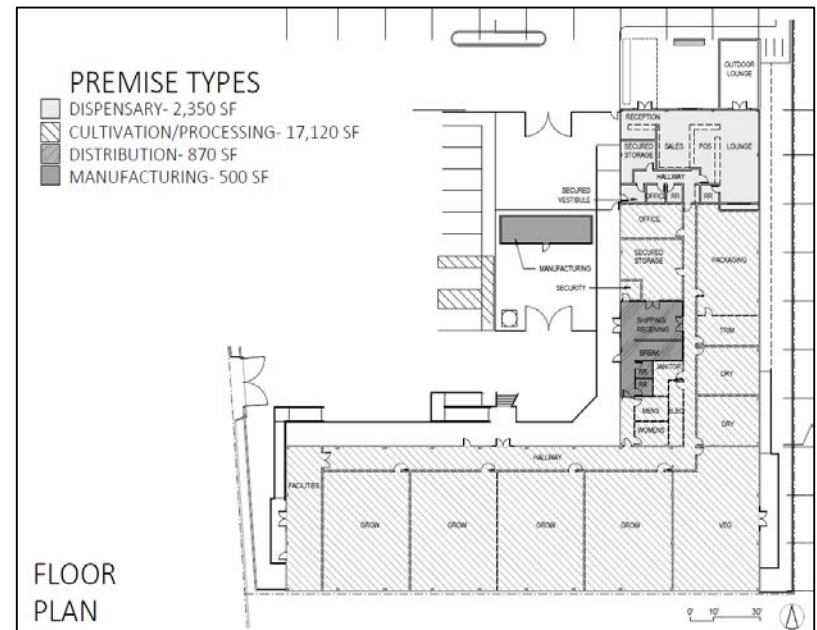 PREMISE TYPES
DISPENSARY- 2,350 SF
CULTIVATION/PROCESSING- 17,120 SF
DISTRIBUTION- 870 SF
MANUFACTURING- 500 SF
OUTDOOR
LOUNGE
RECEPTION
SECURED
STORAGE
SALES
POS
LOUNGE
HALLWAY
SECURED
VESTIBULE
OFFICE
RR
RR
OFFICE
SECURED
STORAGE
PACKAGING
MANUFACTURING
SECURITY
SHIPPING/
RECEIVING
TRIM
BREAK
RR
JANITOR
RR
DRY
MENS
ELEC
DRY
WOMENS
HALLWAY
FACILITIES
GROW
GROW
GROW
GROW
VEG
FLOOR
PLAN
0' 10' 30'